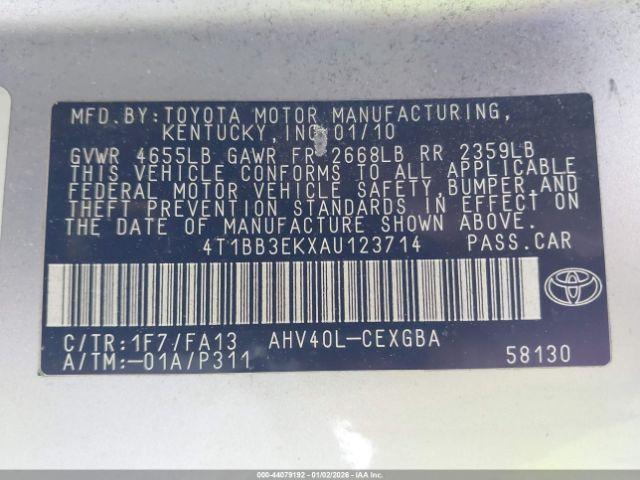 MFD.BY:TOYOTA MOTOR MANUFACTURING,
KENTUCKY,INC. 01/10
GVWR 4655LB GAWR FR 2668LB RR 2359LB
THIS VEHICLE CONFORMS TO ALL APPLICABLE
FEDERAL MOTOR VEHICLE SAFETY,BUMPER,AND
THEFT PREVENTION STANDARDS IN EFFECT ON
THE DATE OF MANUFACTURE SHOWN ABOVE.
4T1BB3EKXAU123714 PASS.CAR
C/TR:1F7/FA13 AHV40L-CEXGBA
A/TM:-01A/P311 58130
TOYOTA
000-44079192 - 01/02/2026 - IAA Inc.